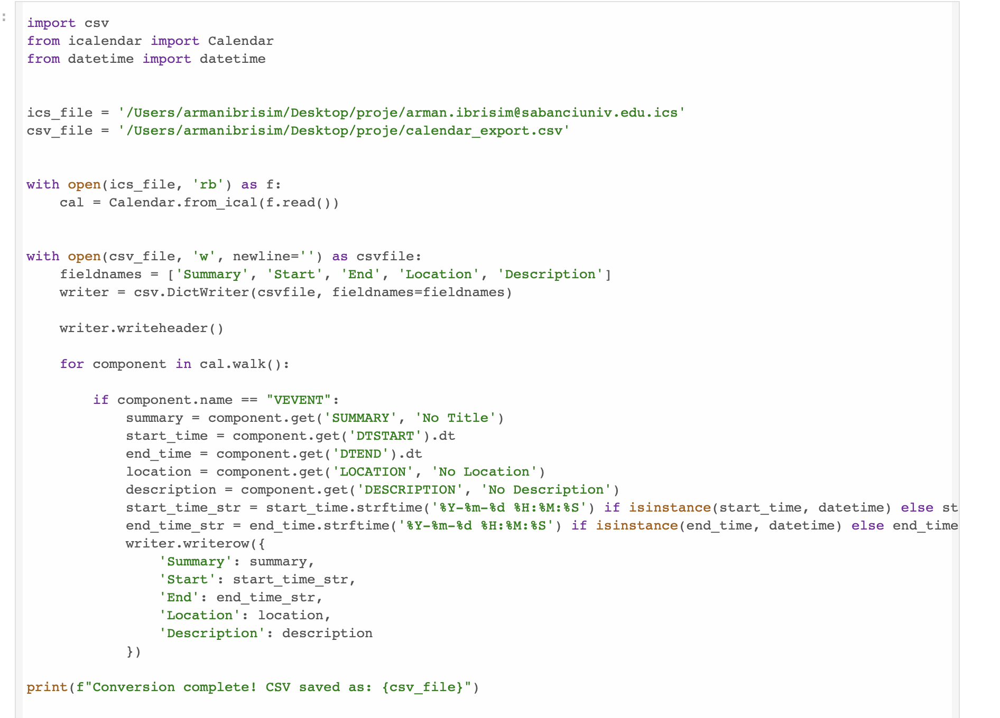 import csv
from icalendar import Calendar
from datetime import datetime
ics_file = '/Users/armanibrisim/Desktop/proje/arman.ibrisim@sabanciuniv.edu.ics'
csv_file = '/Users/armanibrisim/Desktop/proje/calendar_export.csv'
with open(ics_file, 'rb') as f:
    cal = Calendar.from_ical(f.read())
with open(csv_file, 'w', newline='') as csvfile:
    fieldnames = ['Summary', 'Start', 'End', 'Location', 'Description']
    writer = csv.DictWriter(csvfile, fieldnames=fieldnames)
    writer.writeheader()
    for component in cal.walk():
        if component.name == "VEVENT":
            summary = component.get('SUMMARY', 'No Title')
            start_time = component.get('DTSTART').dt
            end_time = component.get('DTEND').dt
            location = component.get('LOCATION', 'No Location')
            description = component.get('DESCRIPTION', 'No Description')
            start_time_str = start_time.strftime('%Y-%m-%d %H:%M:%S') if isinstance(start_time, datetime) else st
            end_time_str = end_time.strftime('%Y-%m-%d %H:%M:%S') if isinstance(end_time, datetime) else end_time
            writer.writerow({
                'Summary': summary,
                'Start': start_time_str,
                'End': end_time_str,
                'Location': location,
                'Description': description
            })
print(f"Conversion complete! CSV saved as: {csv_file}")